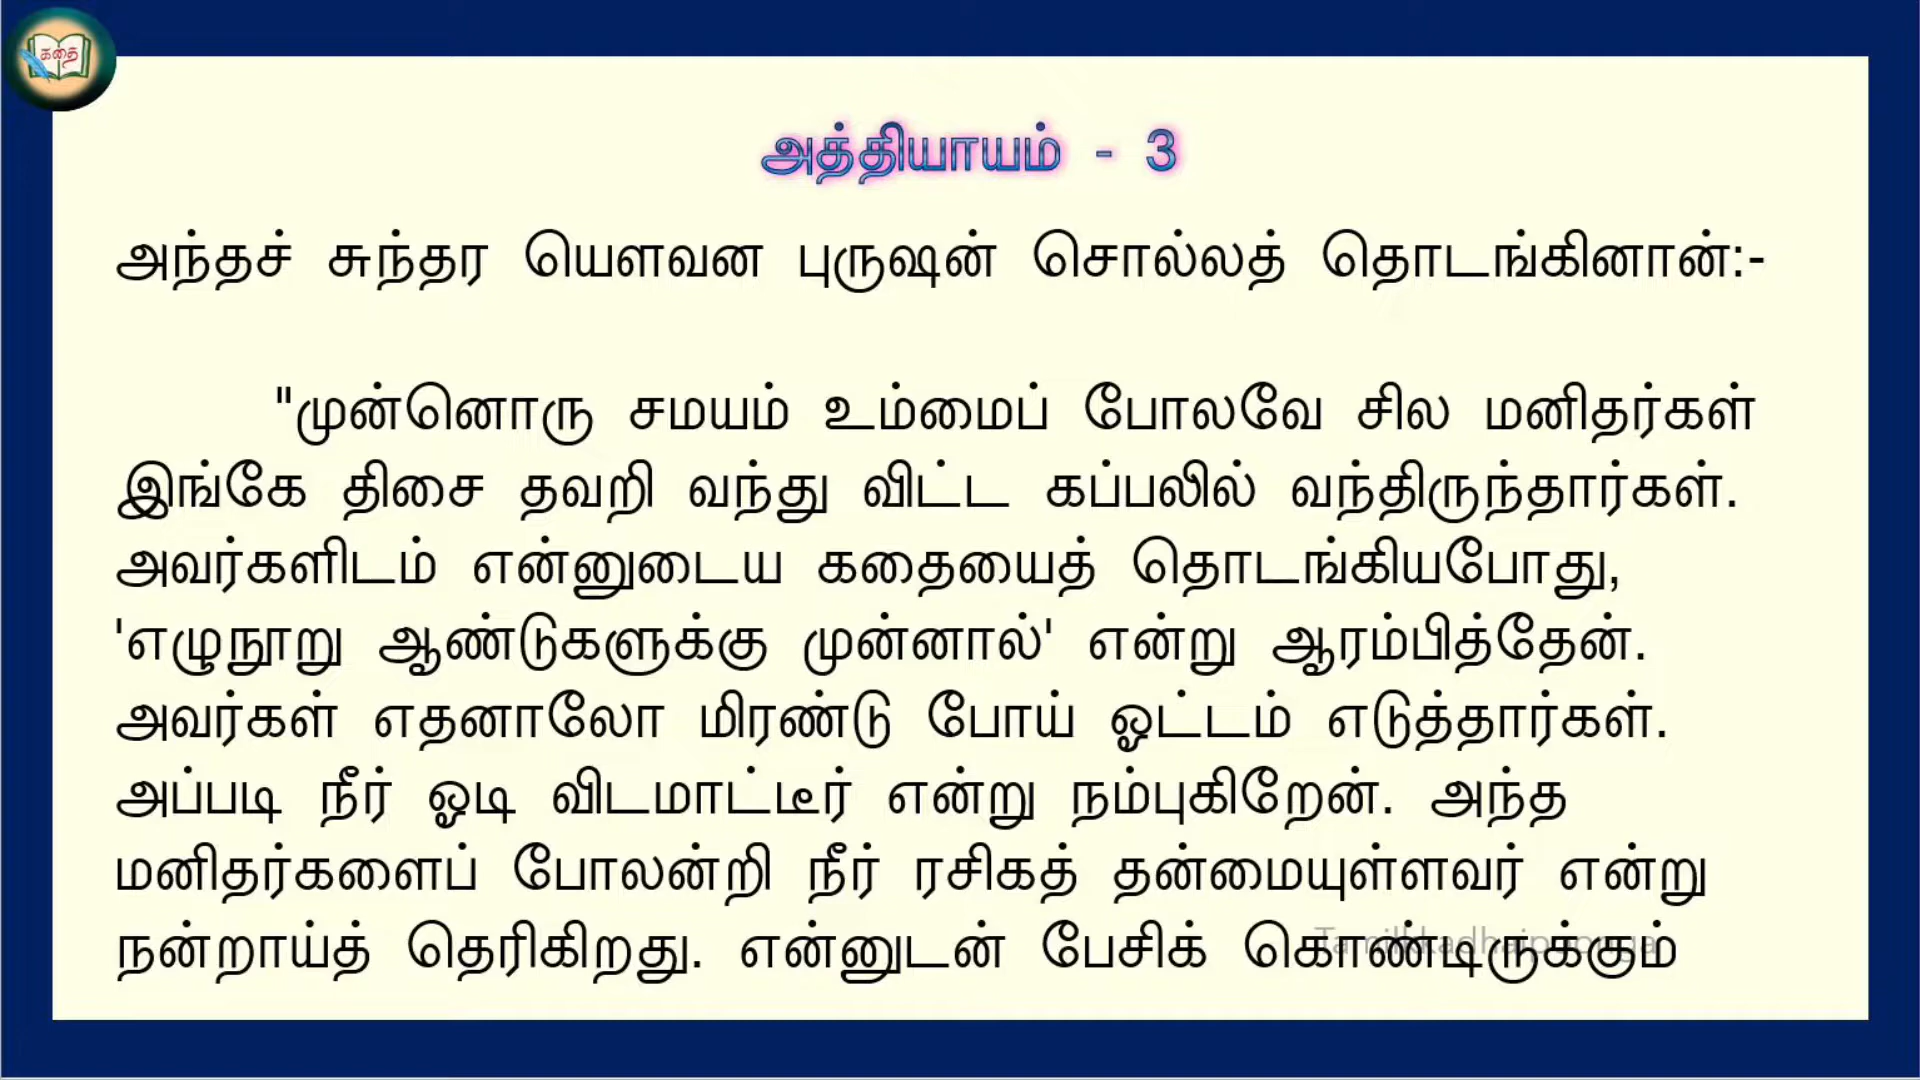 கதை
அத்தியாயம் - 3
அந்தச் சுந்தர யௌவன புருஷன் சொல்லத் தொடங்கினான்:-
"முன்னொரு சமயம் உம்மைப் போலவே சில மனிதர்கள்
இங்கே திசை தவறி வந்து விட்ட கப்பலில் வந்திருந்தார்கள்.
அவர்களிடம் என்னுடைய கதையைத் தொடங்கியபோது,
'எழுநூறு ஆண்டுகளுக்கு முன்னால்' என்று ஆரம்பித்தேன்.
அவர்கள் எதனாலோ மிரண்டு போய் ஓட்டம் எடுத்தார்கள்.
அப்படி நீர் ஓடி விடமாட்டீர் என்று நம்புகிறேன். அந்த
மனிதர்களைப் போலன்றி நீர் ரசிகத் தன்மையுள்ளவர் என்று
நன்றாய்த் தெரிகிறது. என்னுடன் பேசிக் கொண்டிருக்கும்